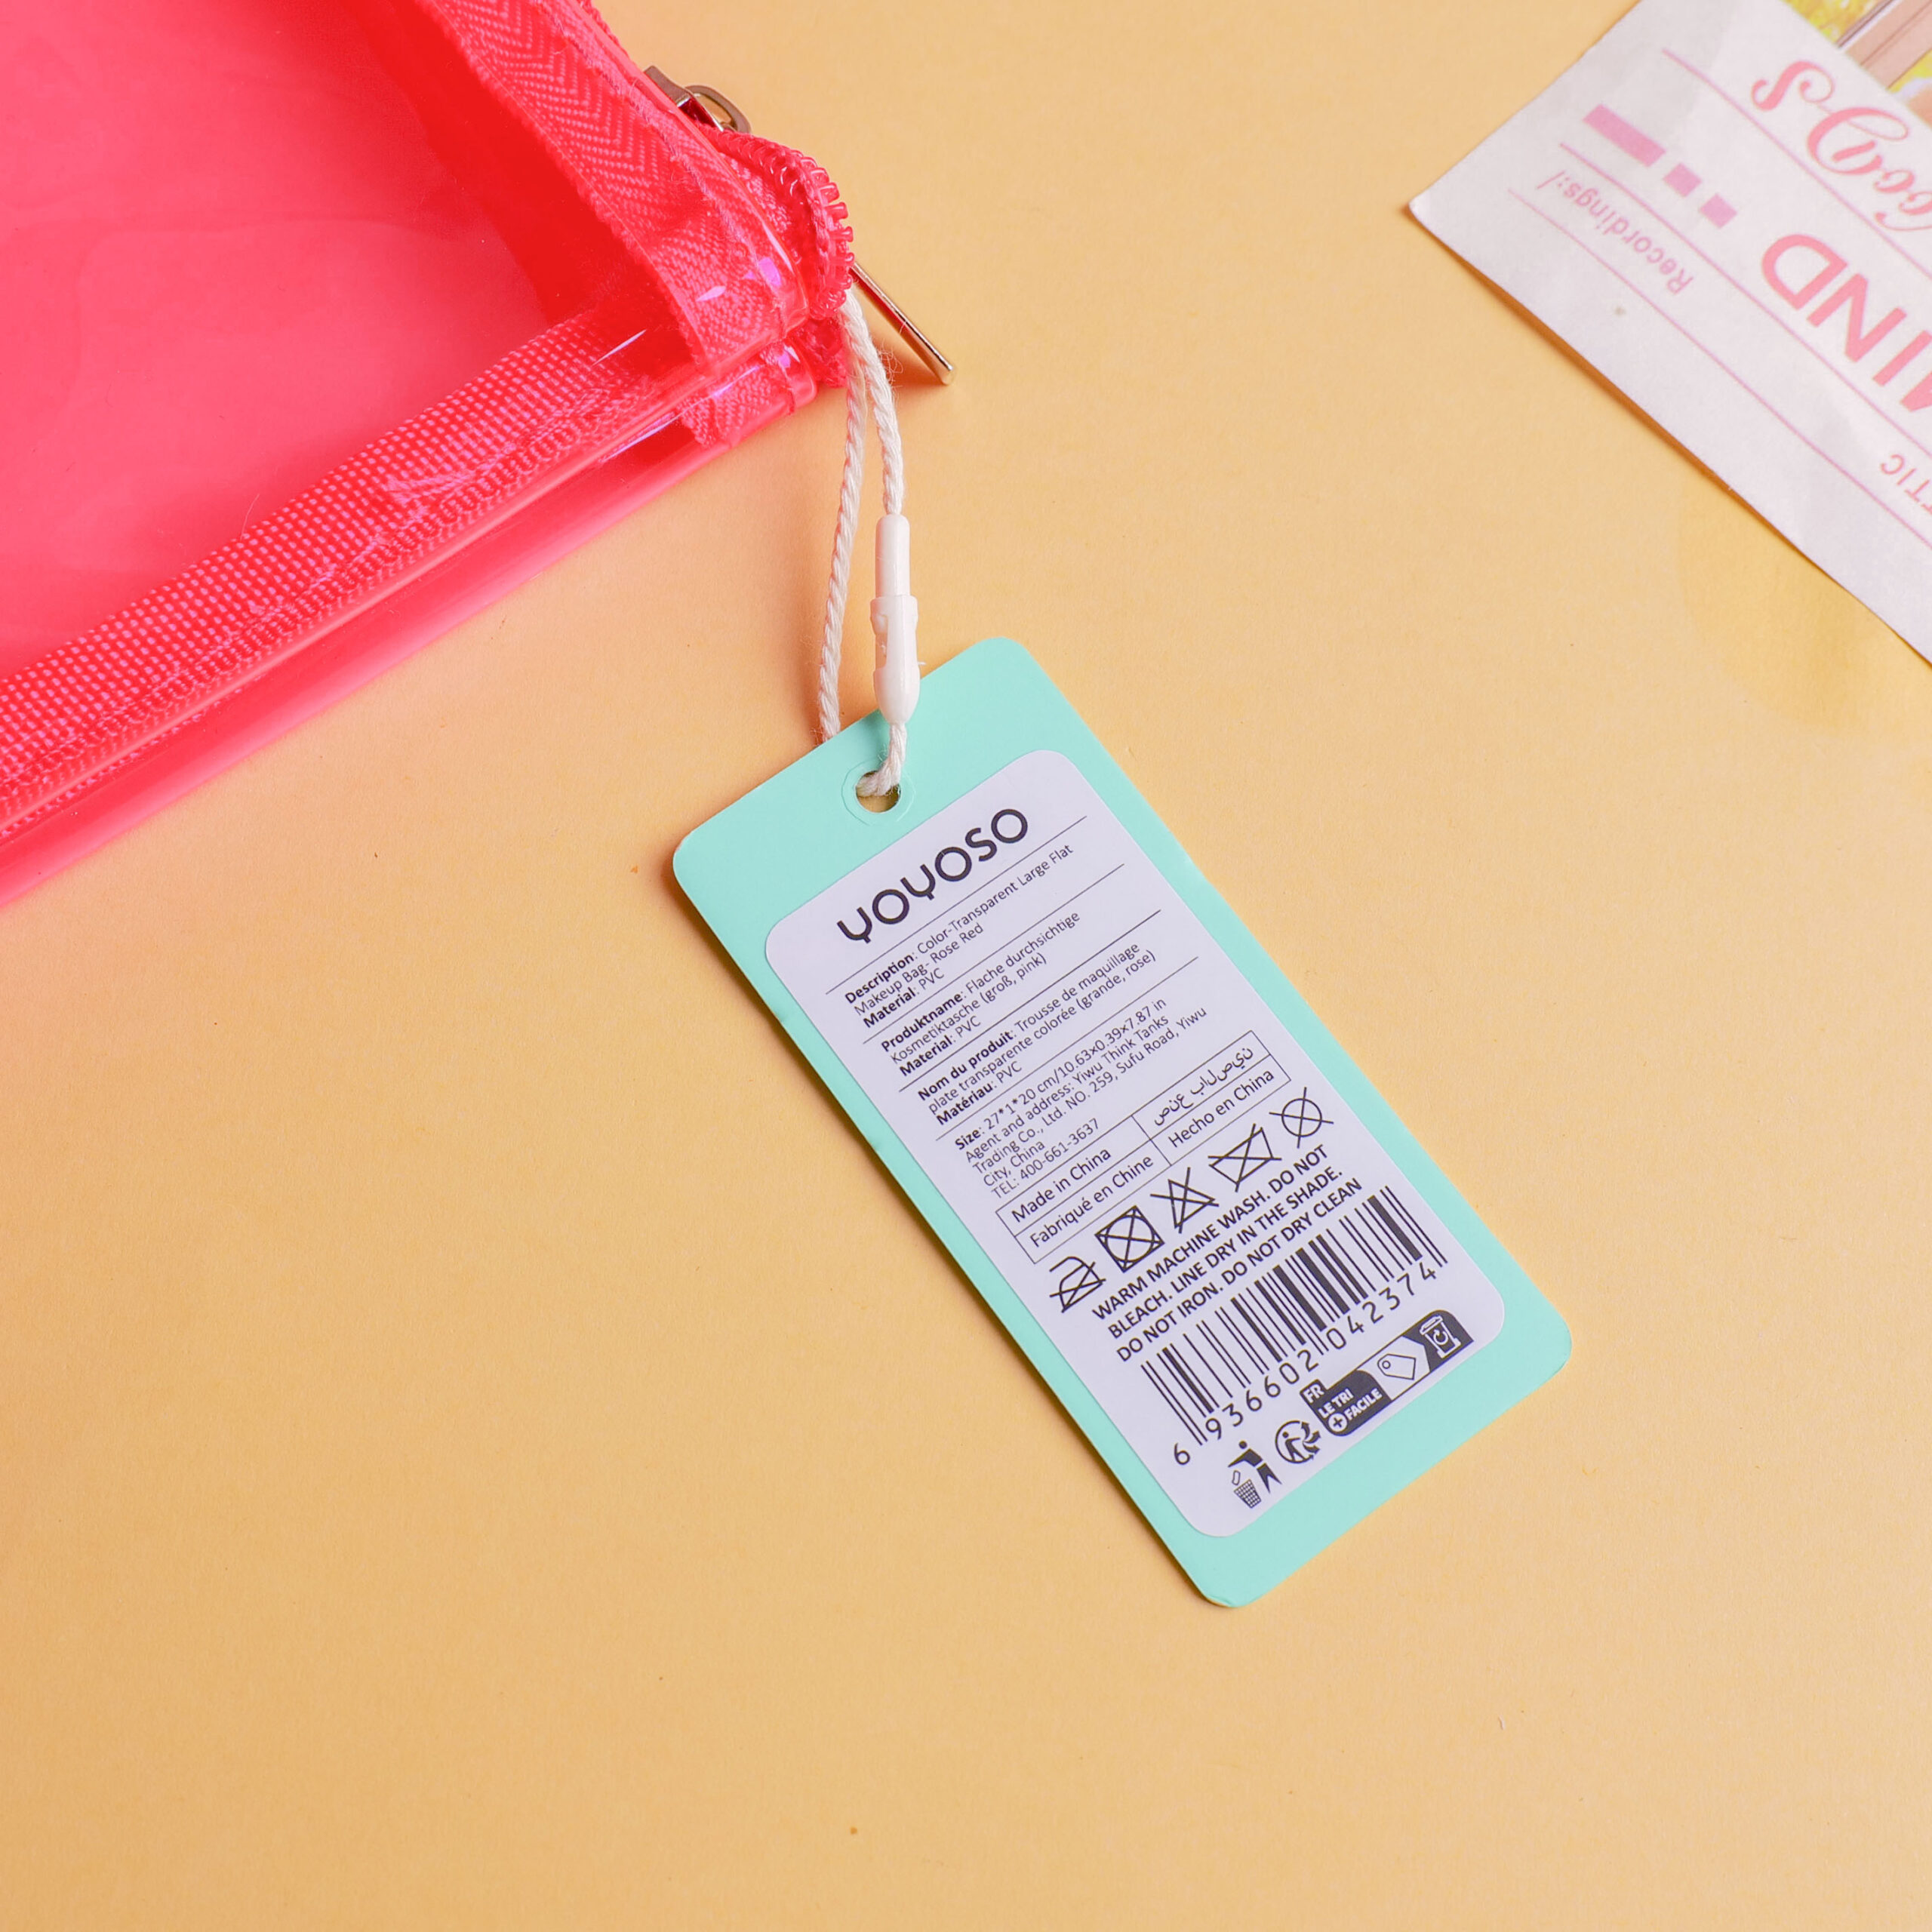 YOYOSO
Description: Color-Transparent Large Flat
Makeup Bag- Rose Red
Material: PVC
Produktname: Flache durchsichtige
Kosmetiktasche (groß, pink)
Material: PVC
Nom du produit: Trousse de maquillage
plate transparente colorée (grande, rose)
Matériau: PVC
Size: 27*1*20 cm/10.63×0.39×7.87 in
Agent and address: Yiwu Think Tanks
Trading Co., Ltd. NO. 259, Sufu Road, Yiwu
City, China
TEL: 400-661-3637
Made in China
ن ي ص ل ا ب ع ن ص
Fabriqué en Chine
Hecho en China
WARM MACHINE WASH. DO NOT
BLEACH. LINE DRY IN THE SHADE.
DO NOT IRON. DO NOT DRY CLEAN
6 936602 042374
FR
LE TRI
+ FACILE
Recordings:/
MIND
TIC